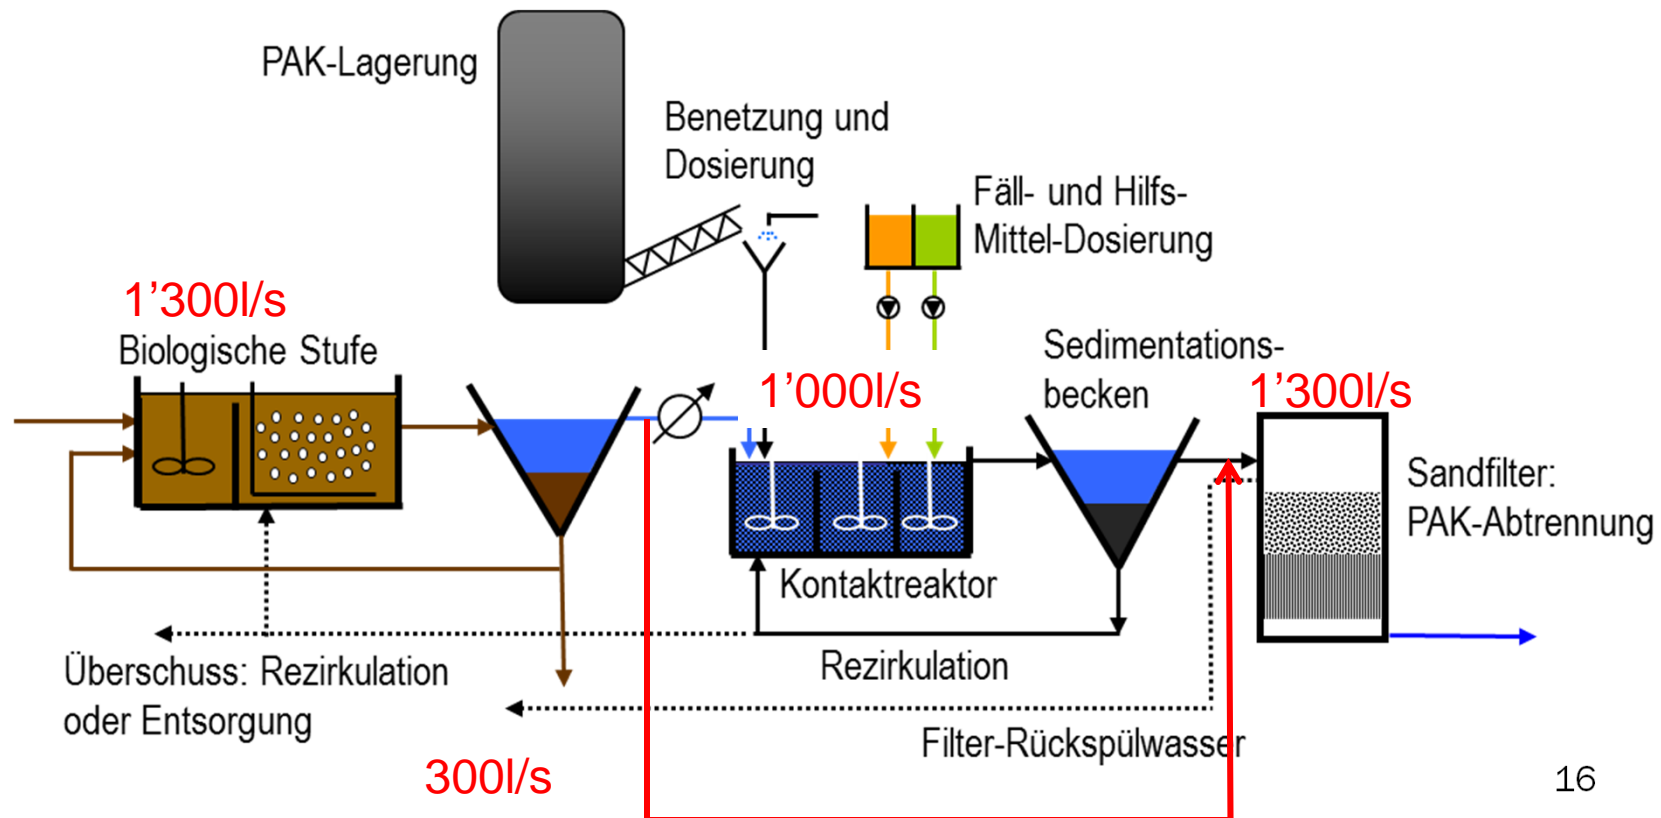 PAK-Lagerung
Benetzung und
Dosierung
Fäll- und Hilfs-
Mittel-Dosierung
1’300l/s
Biologische Stufe
1’000l/s
Sedimentations-
becken
1’300l/s
Sandfilter:
PAK-Abtrennung
Kontaktreaktor
Rezirkulation
Überschuss: Rezirkulation
oder Entsorgung
Filter-Rückspülwasser
300l/s
16